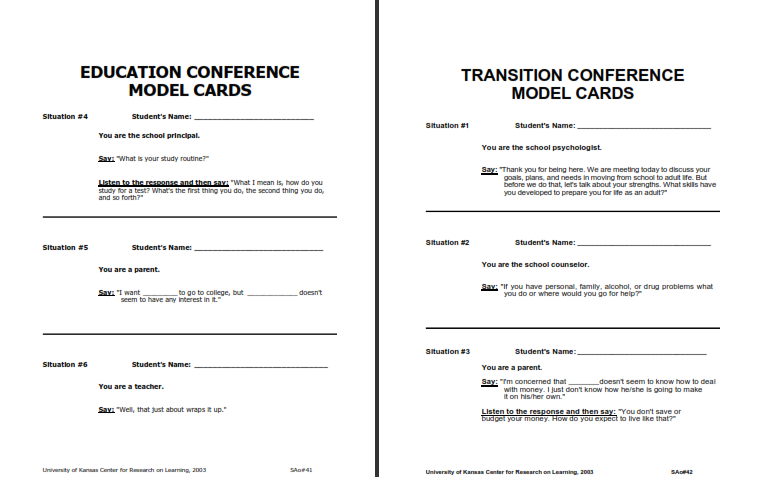 EDUCATION CONFERENCE
MODEL CARDS
Situation #4 Student's Name: ____________________________
You are the school principal.
Say: "What is your study routine?"
Listen to the response and then say: "What I mean is, how do you
study for a test? What's the first thing you do, the second thing you do,
and so forth?"
Situation #5 Student's Name: ______________________________
You are a parent.
Say: "I want _________ to go to college, but _____________ doesn't
seem to have any interest in it."
Situation #6 Student's Name: _______________________________
You are a teacher.
Say: "Well, that just about wraps it up."
University of Kansas Center for Research on Learning, 2003 SAo#41
TRANSITION CONFERENCE
MODEL CARDS
Situation #1 Student's Name: _______________________________
You are the school psychologist.
Say: "Thank you for being here. We are meeting today to discuss your
goals, plans, and needs in moving from school to adult life. But
before we do that, let's talk about your strengths. What skills have
you developed to prepare you for life as an adult?"
Situation #2 Student's Name: _______________________________
You are the school counselor.
Say: "If you have personal, family, alcohol, or drug problems what
you do or where would you go for help?"
Situation #3 Student's Name: ______________________________
You are a parent.
Say: "I'm concerned that ________doesn't seem to know how to deal
with money. I just don't know how he/she is going to make
it on his/her own."
Listen to the response and then say: "You don't save or
budget your money. How do you expect to live like that?"
University of Kansas Center for Research on Learning, 2003 SAo#42